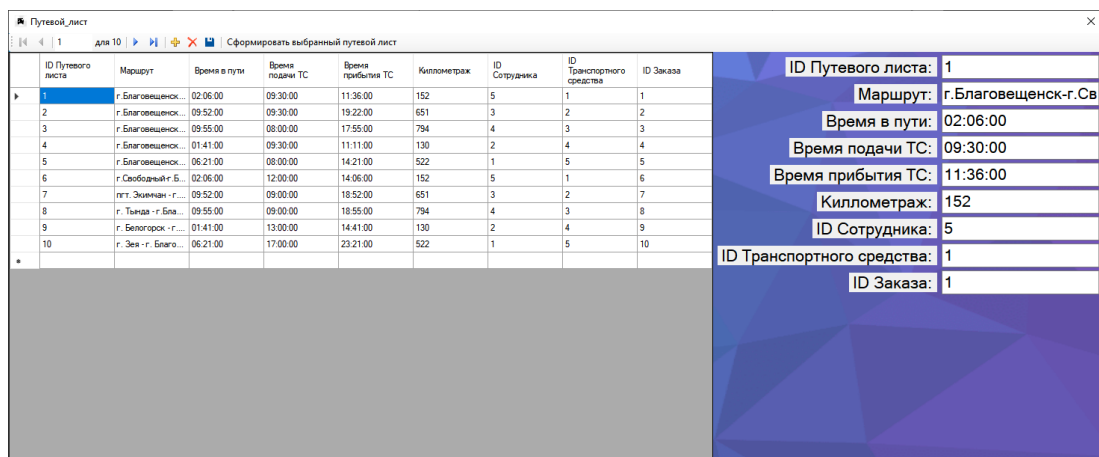 Путевой_лист
1 для 10 Сформировать выбранный путевой лист
ID Путевого листа Маршрут Время в пути Время подачи ТС Время прибытия ТС Киллометраж ID Сотрудника ID Транспортного средства ID Заказа
1 г.Благовещенск... 02:06:00 09:30:00 11:36:00 152 5 1 1
2 г.Благовещенск... 09:52:00 09:30:00 19:22:00 651 3 2 2
3 г.Благовещенск... 09:55:00 08:00:00 17:55:00 794 4 3 3
4 г.Благовещенск... 01:41:00 09:30:00 11:11:00 130 2 4 4
5 г.Благовещенск... 06:21:00 08:00:00 14:21:00 522 1 5 5
6 г.Свободный-г.Б... 02:06:00 12:00:00 14:06:00 152 5 1 6
7 пгт. Экимчан - г.... 09:52:00 09:00:00 18:52:00 651 3 2 7
8 г. Тында - г.Бла... 09:55:00 09:00:00 18:55:00 794 4 3 8
9 г. Белогорск - г.... 01:41:00 13:00:00 14:41:00 130 2 4 9
10 г. Зея - г. Благо... 06:21:00 17:00:00 23:21:00 522 1 5 10
ID Путевого листа: 1
Маршрут: г.Благовещенск-г.Св
Время в пути: 02:06:00
Время подачи ТС: 09:30:00
Время прибытия ТС: 11:36:00
Киллометраж: 152
ID Сотрудника: 5
ID Транспортного средства: 1
ID Заказа: 1